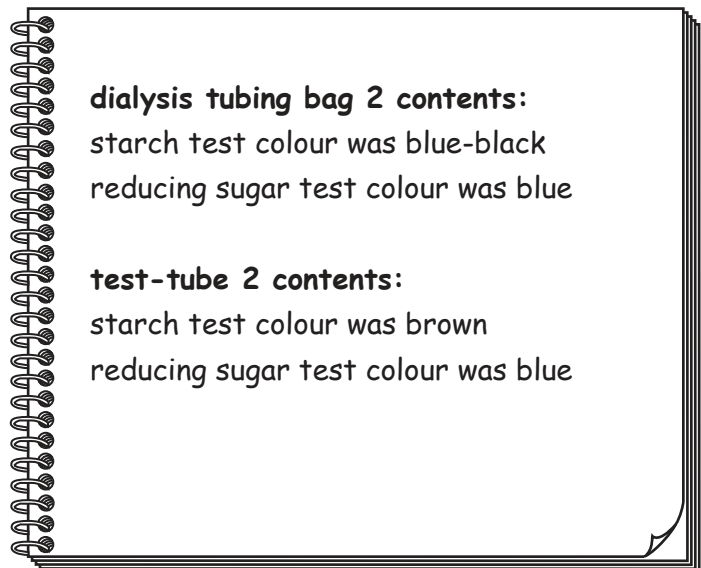 dialysis tubing bag 2 contents:
starch test colour was blue-black
reducing sugar test colour was blue
test-tube 2 contents:
starch test colour was brown
reducing sugar test colour was blue